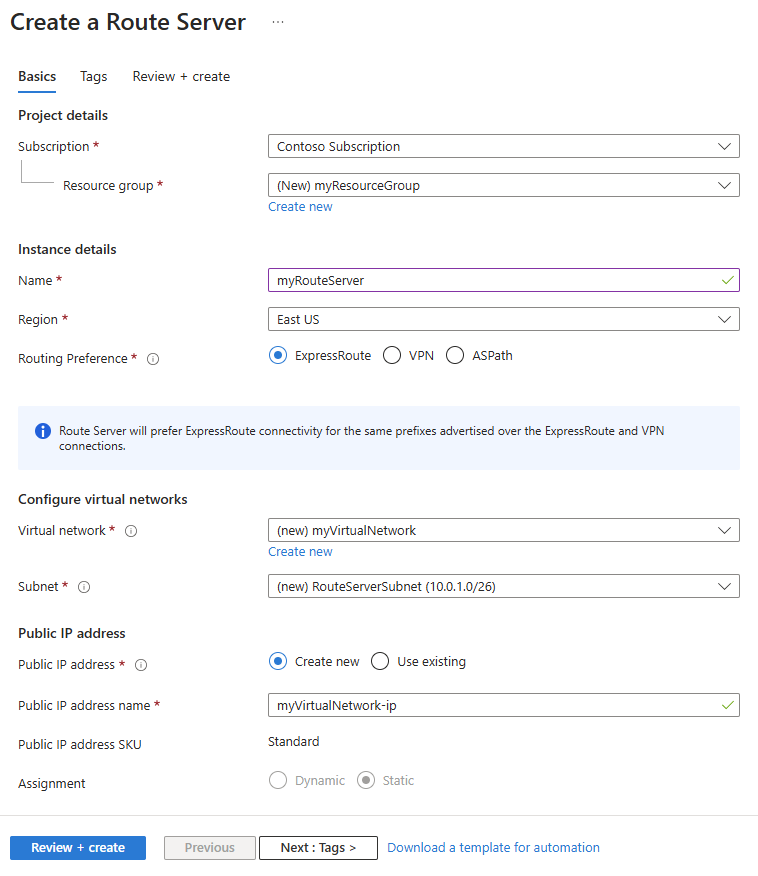 Create a Route Server ...
Basics Tags Review + create
Project details
Subscription * Contoso Subscription
Resource group * (New) myResourceGroup
Create new
Instance details
Name * myRouteServer
Region * East US
Routing Preference * ExpressRoute VPN ASPath
Route Server will prefer ExpressRoute connectivity for the same prefixes advertised over the ExpressRoute and VPN
connections.
Configure virtual networks
Virtual network * (new) myVirtualNetwork
Create new
Subnet * (new) RouteServerSubnet (10.0.1.0/26)
Public IP address
Public IP address * Create new Use existing
Public IP address name * myVirtualNetwork-ip
Public IP address SKU Standard
Assignment Dynamic Static
Review + create Previous Next : Tags > Download a template for automation